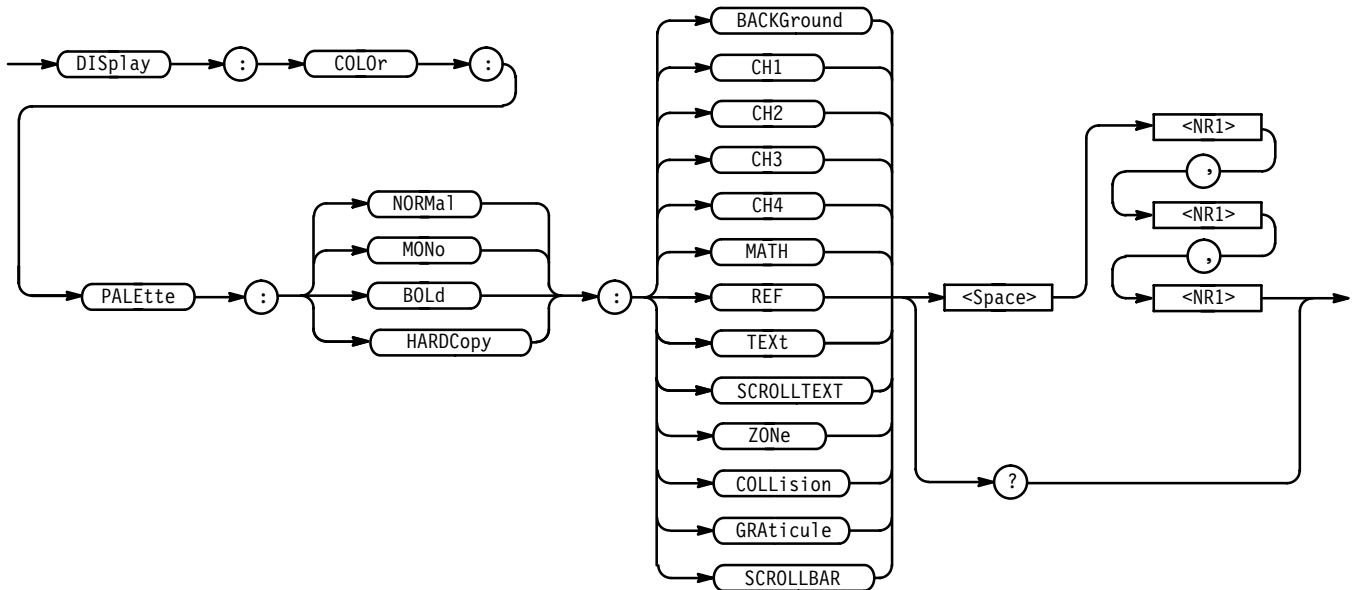 DISplay : COLOr :
PALEtte :
NORMal
MONo
BOLd
HARDCopy
:
BACKGround
CH1
CH2
CH3
CH4
MATH
REF
TEXt
SCROLLTEXT
ZONe
COLLision
GRAticule
SCROLLBAR
<Space>
<NR1>
,
<NR1>
,
<NR1>
?